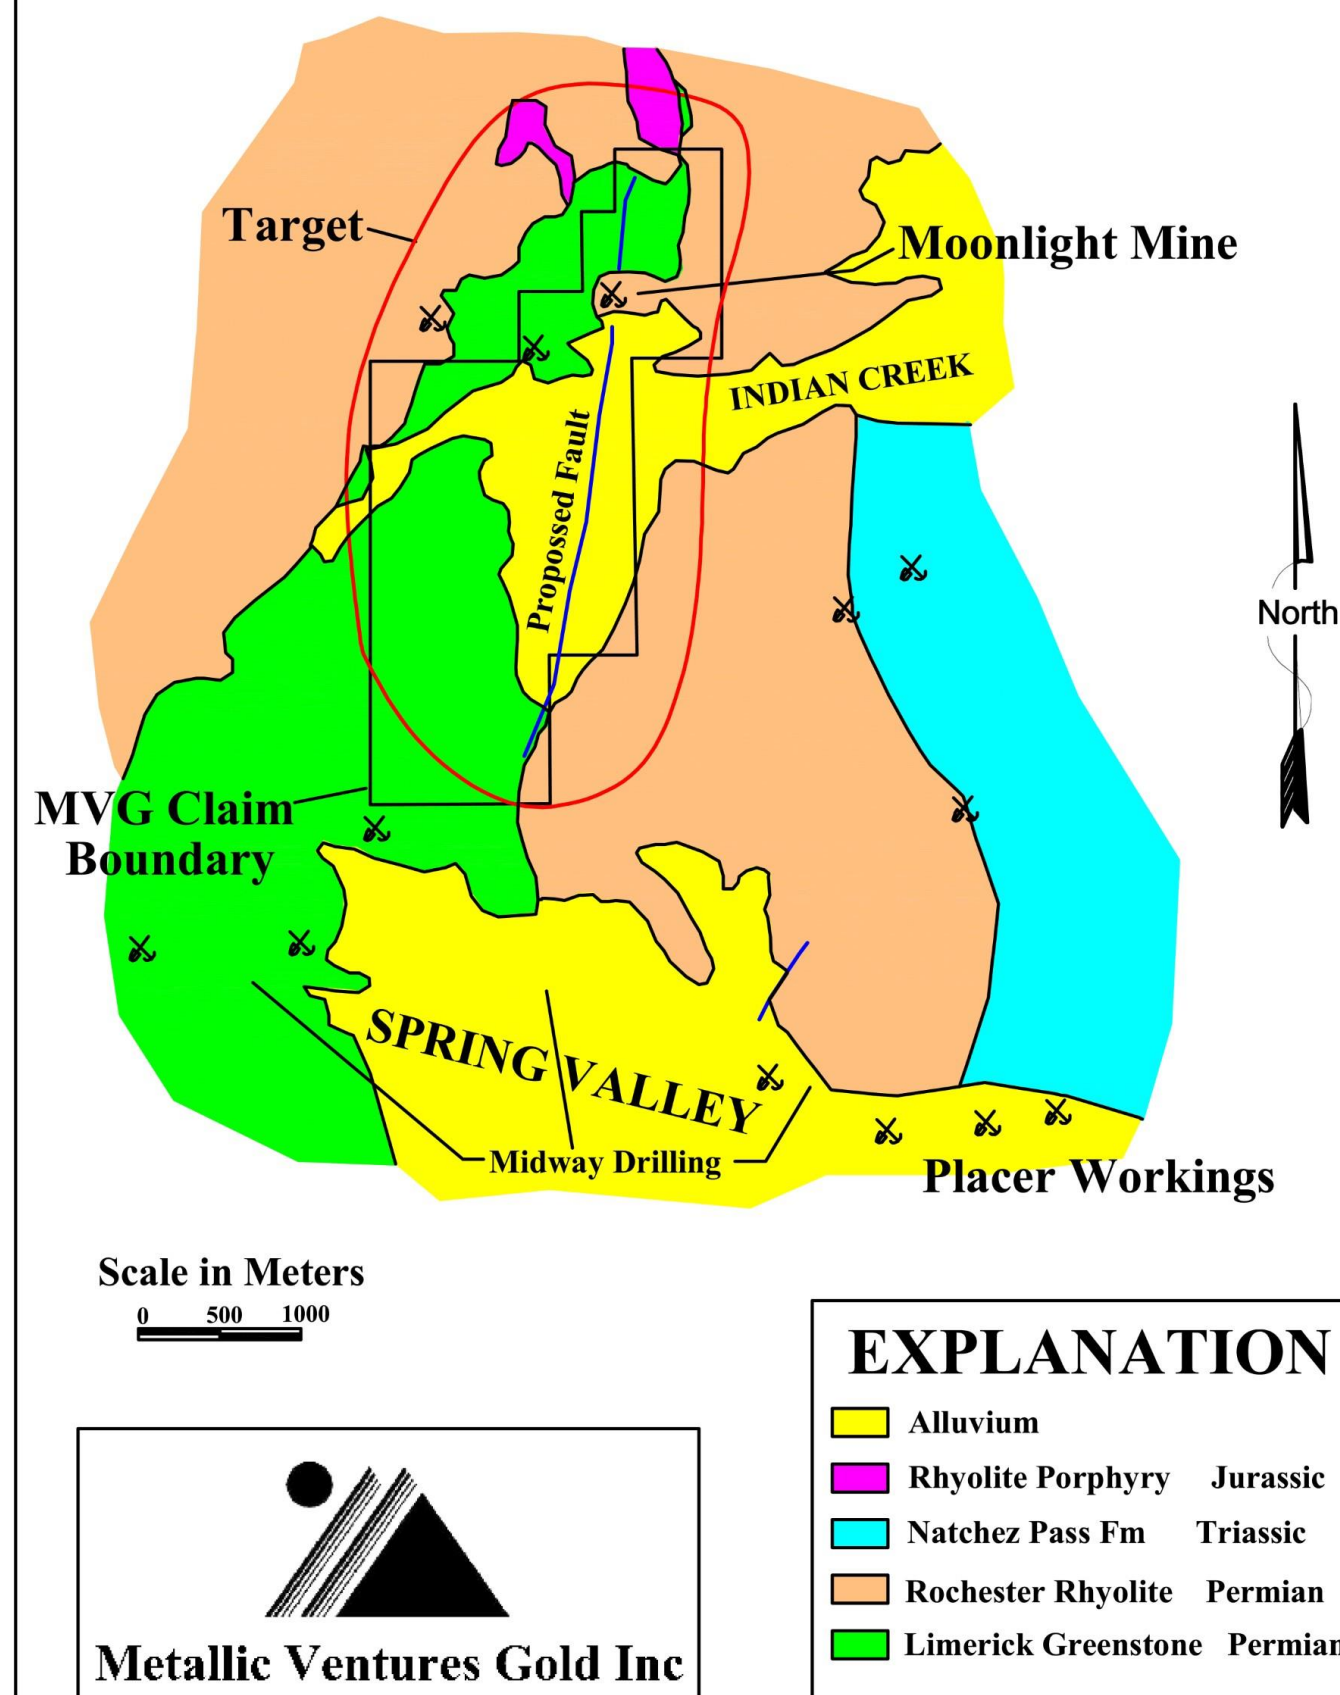 Target
Moonlight Mine
INDIAN CREEK
Propossed Fault
North
MVG Claim
Boundary
SPRING VALLEY
Midway Drilling
Placer Workings
Scale in Meters
0 500 1000
EXPLANATION
Alluvium
Rhyolite Porphyry Jurassic
Natchez Pass Fm Triassic
Rochester Rhyolite Permian
Limerick Greenstone Permian
Metallic Ventures Gold Inc